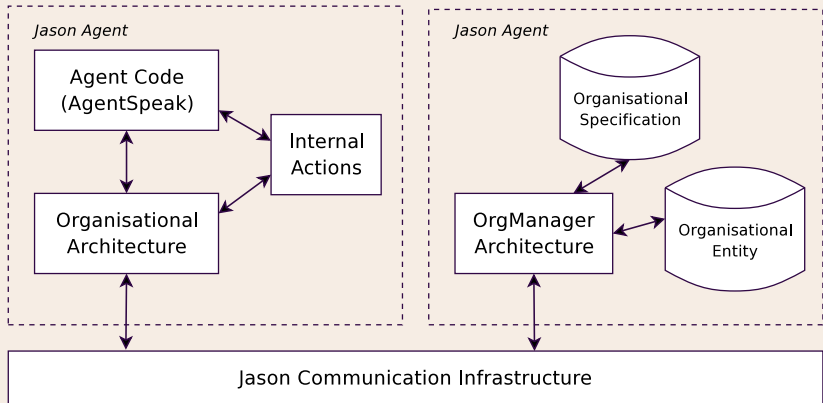 Jason Agent
Agent Code
(AgentSpeak)
Internal
Actions
Organisational
Architecture
Jason Agent
Organisational
Specification
OrgManager
Architecture
Organisational
Entity
Jason Communication Infrastructure